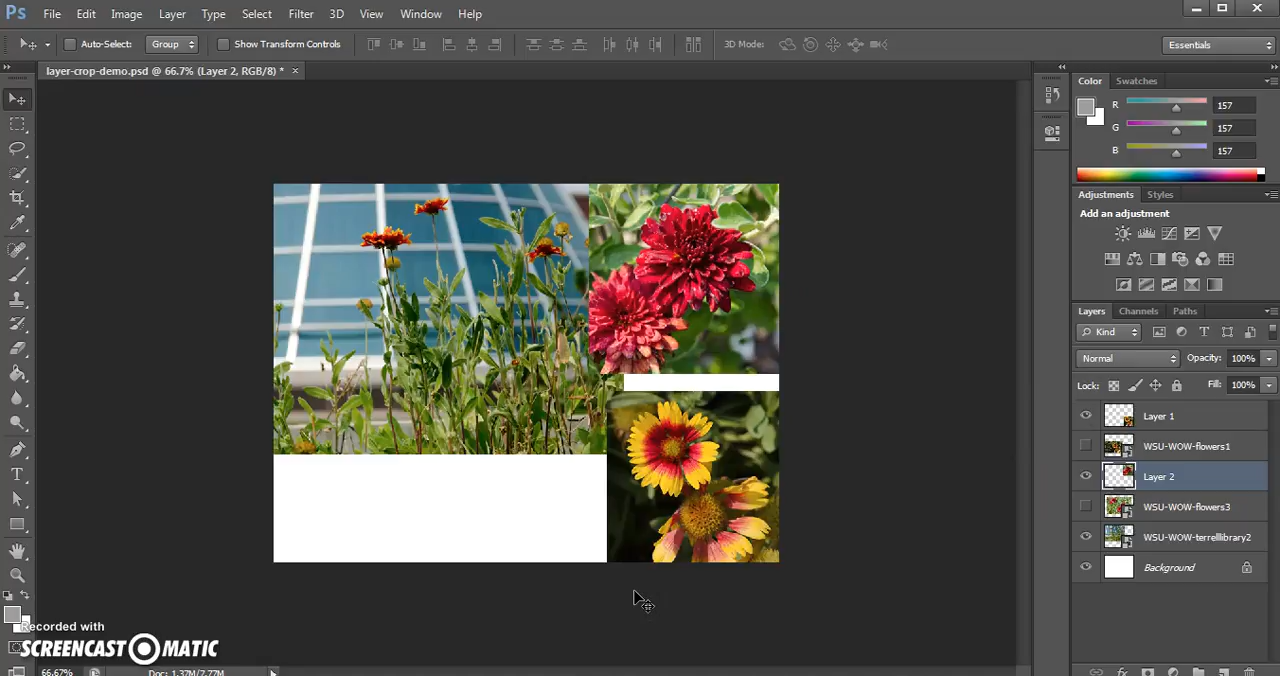 Ps File Edit Image Layer Type Select Filter 3D View Window Help
Auto-Select: Group Show Transform Controls 3D Mode: Essentials
layer-crop-demo.psd @ 66.7% (Layer 2, RGB/8) * ×
Color Swatches
R 157
G 157
B 157
Adjustments Styles
Add an adjustment
Layers Channels Paths
Kind
Normal Opacity: 100%
Lock: Fill: 100%
Layer 1
WSU-WOW-flowers1
Layer 2
WSU-WOW-flowers3
WSU-WOW-terrelllibrary2
Background
Recorded with
SCREENCAST MATIC
66.67% Doc: 1.37M/7.77M